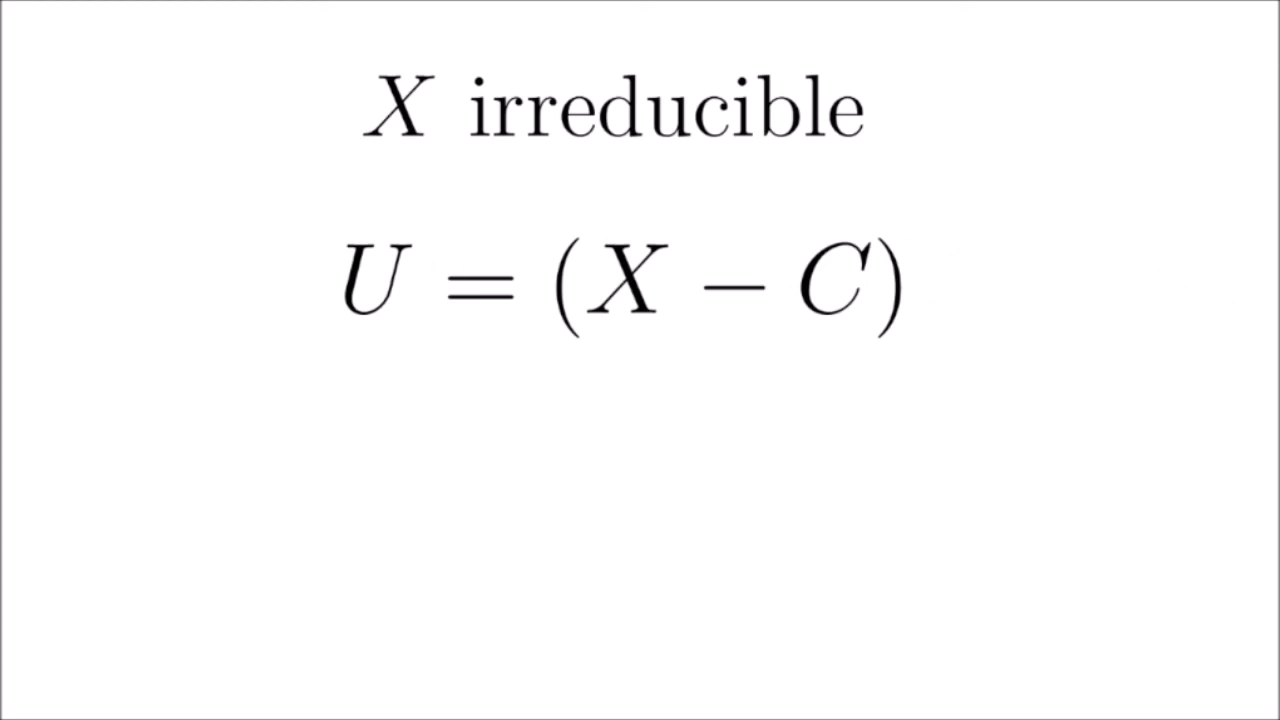 X irreducible
U = (X − C)